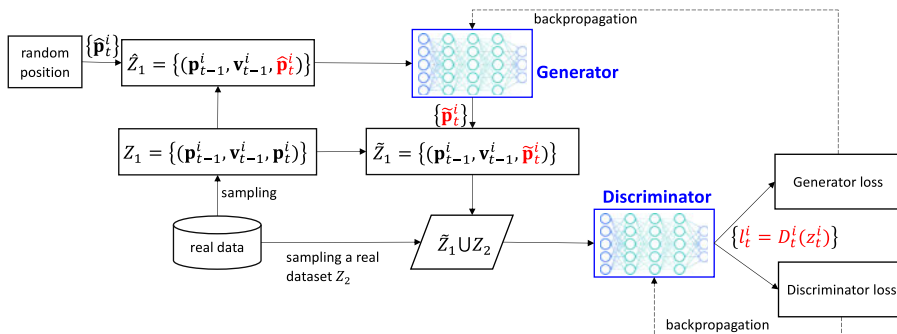 backpropagation
random
position
{p̂ᵢₜ}
Ẑ₁ = {(pⁱₜ₋₁, vⁱₜ₋₁, p̂ⁱₜ)}
Generator
{p̃ⁱₜ}
Z₁ = {(pⁱₜ₋₁, vⁱₜ₋₁, pⁱₜ)}
Z̃₁ = {(pⁱₜ₋₁, vⁱₜ₋₁, p̃ⁱₜ)}
sampling
Discriminator
Generator loss
real data
Z̃₁∪Z₂
{lⁱₜ = Dⁱₜ(zⁱₜ)}
sampling a real
dataset Z₂
Discriminator loss
backpropagation